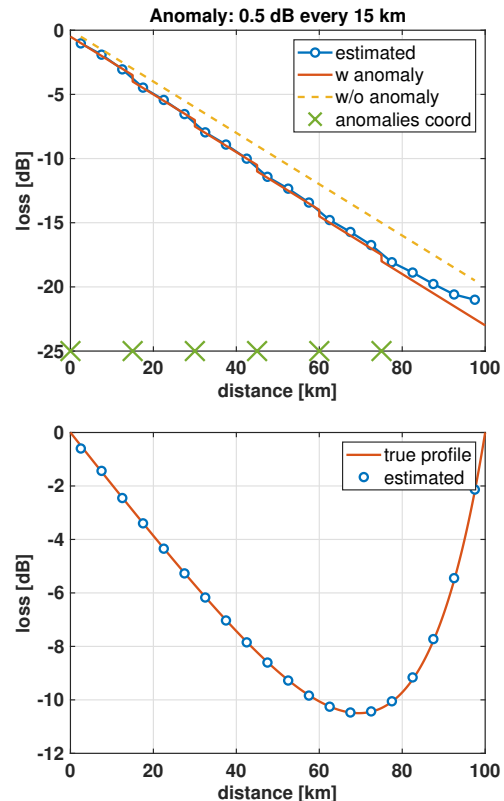 Anomaly: 0.5 dB every 15 km
0
-5
-10
-15
-20
-25
loss [dB]
estimated
w anomaly
w/o anomaly
anomalies coord
0 20 40 60 80 100
distance [km]
0
-2
-4
-6
-8
-10
-12
loss [dB]
true profile
estimated
0 20 40 60 80 100
distance [km]